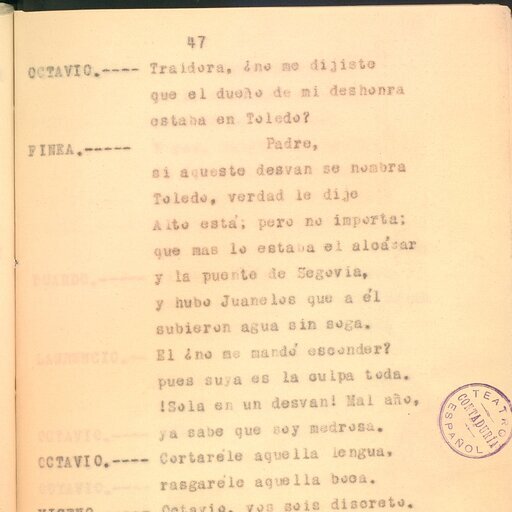 47
OCTAVIO.---- Traidora, ¿no me dijiste
que el dueño de mi deshonra
estaba en Toledo?
FINEA.----- Padre,
si aqueste desvan se nombra
Toledo, verdad le dije
Alto está; pero no importa;
que mas lo estaba el alcásar
y la puente de Segovia,
y hubo Juanelos que a él
subieron agua sin soga.
El ¿no me mandó esconder?
pues suya es la culpa toda.
!Sola en un desvan! Mal año,
ya sabe que soy medrosa.
OCTAVIO.---- Cortaréle aquella lengua,
rasgaréle aquella boca.
MISENO.---- Octavio, vos sois discreto.
TEATRO ESPAÑOL
CONTADURÍA